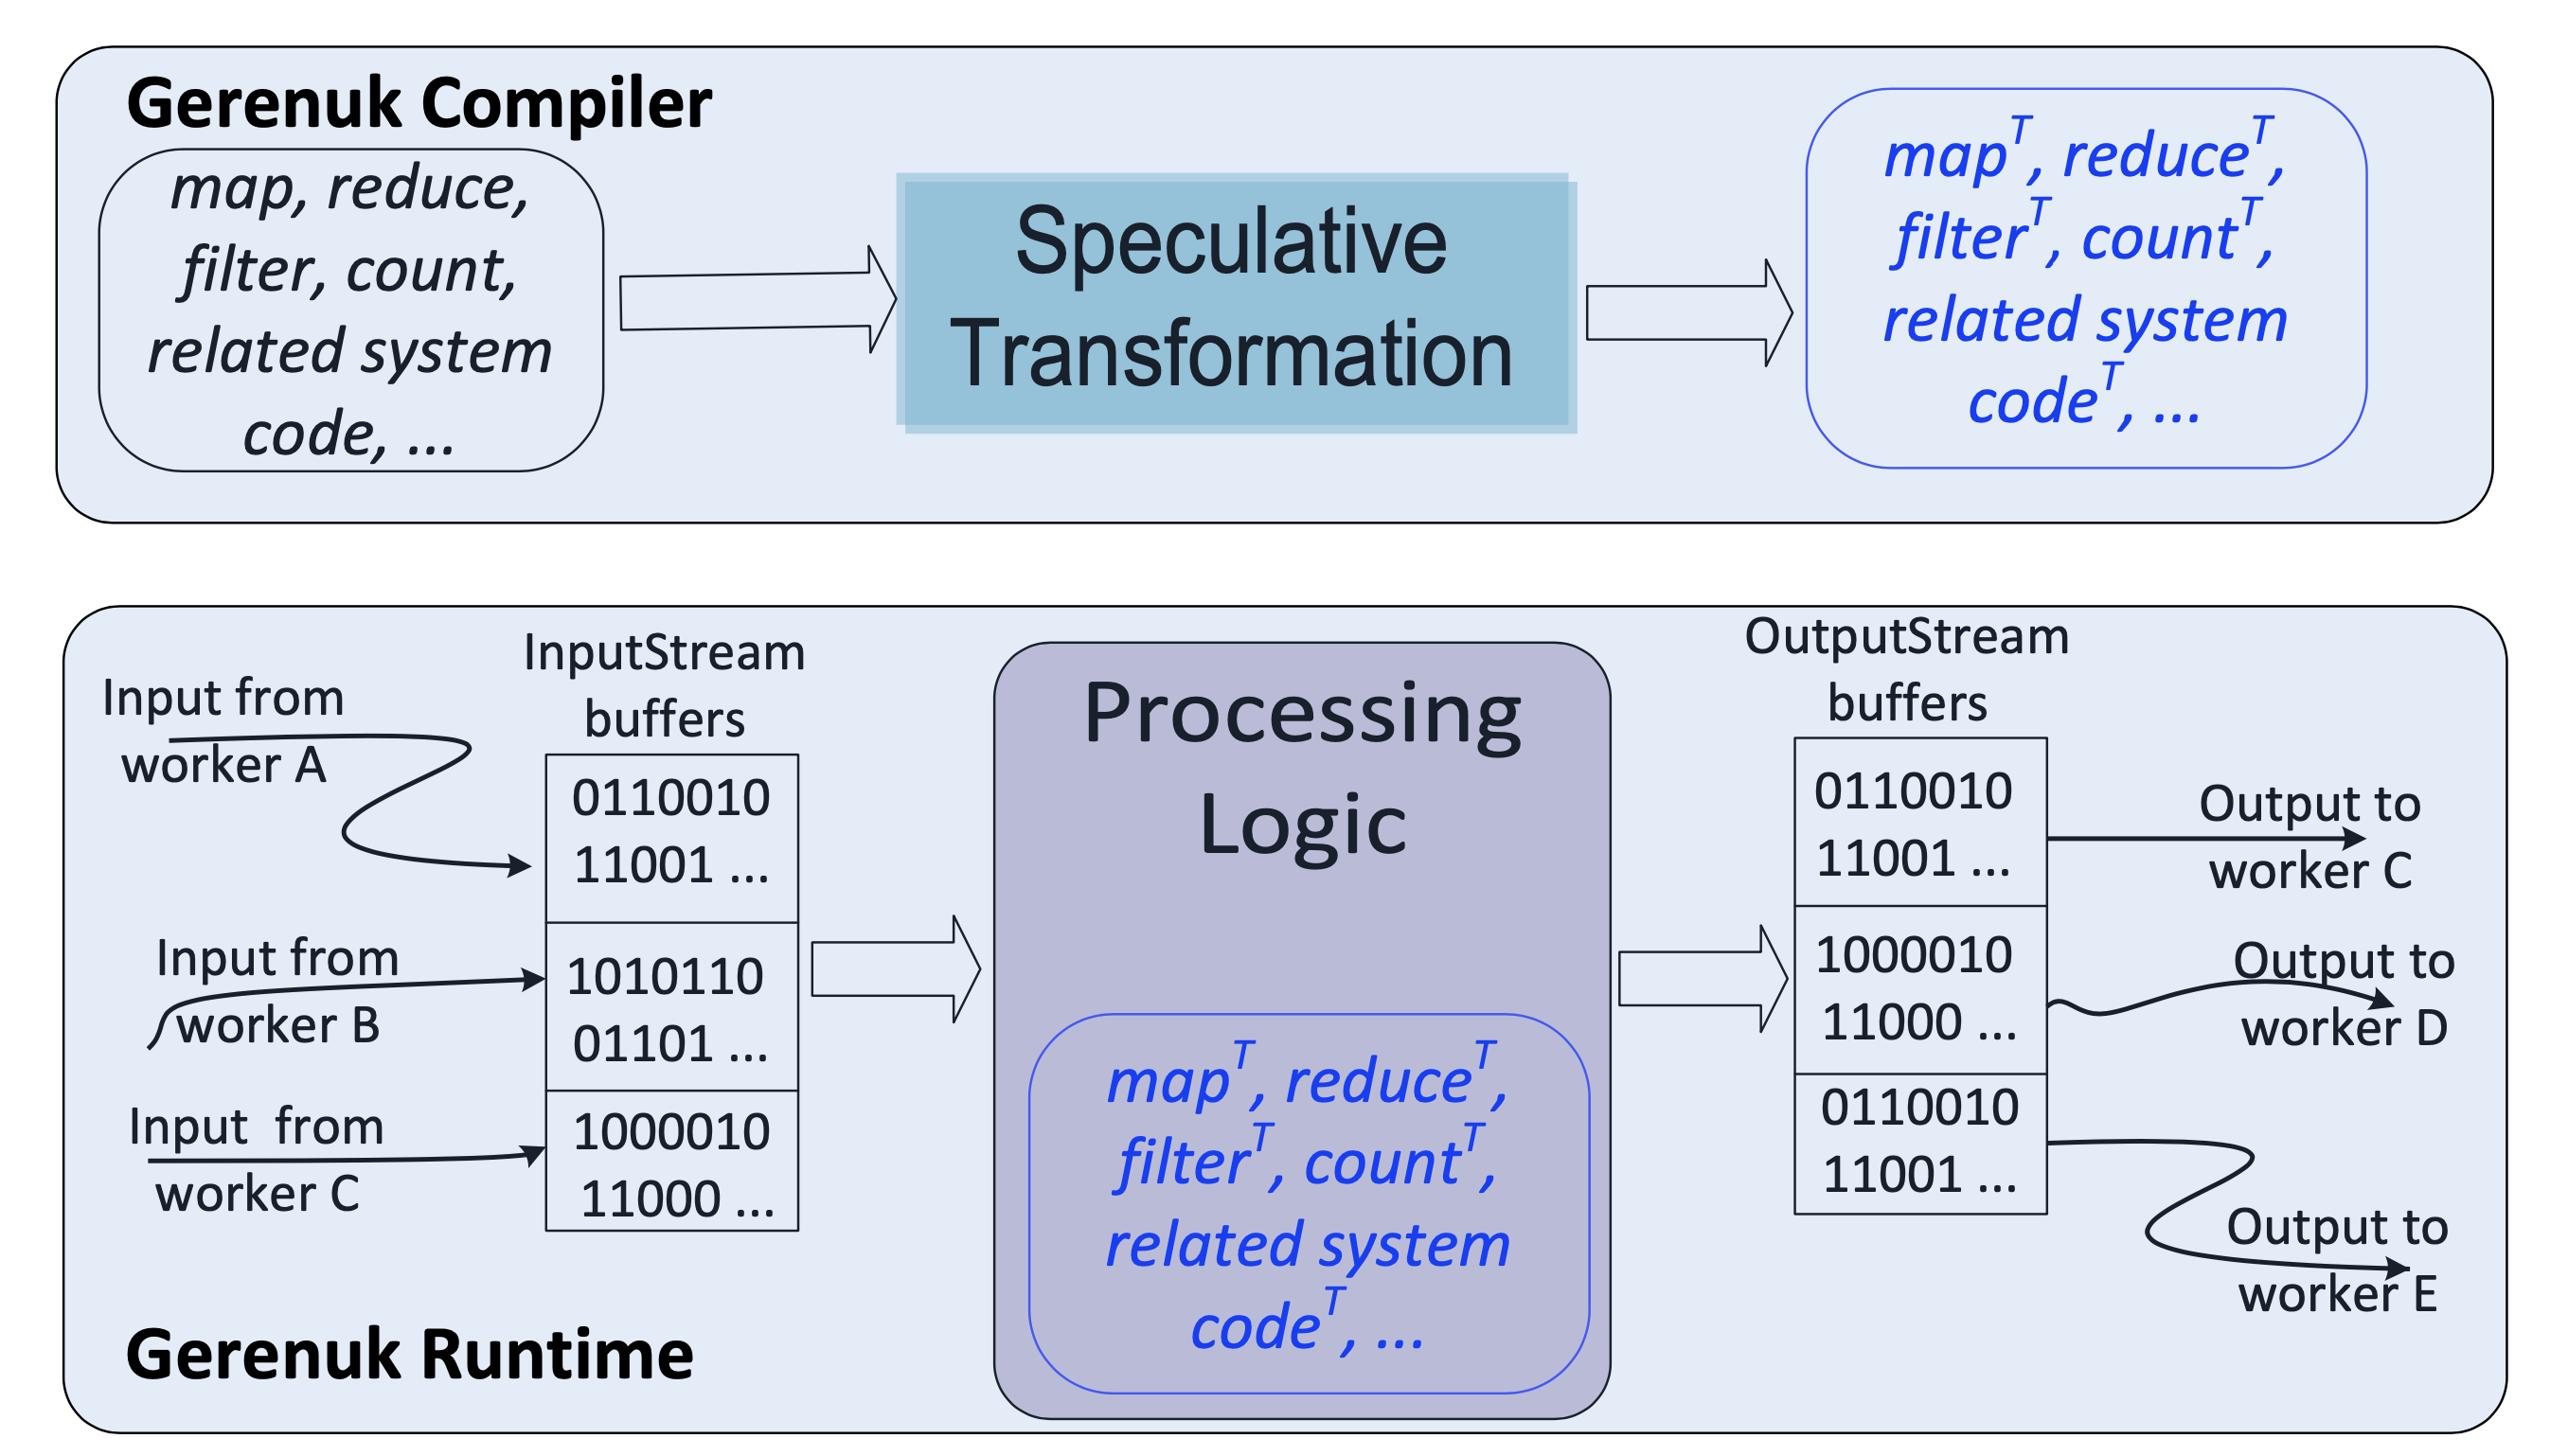 Gerenuk Compiler
map, reduce,
filter, count,
related system
code, ...
Speculative
Transformation
map^T, reduce^T,
filter^T, count^T,
related system
code^T, ...
Input from
worker A
Input from
worker B
Input from
worker C
InputStream
buffers
0110010
11001 ...
1010110
01101 ...
1000010
11000 ...
Processing
Logic
map^T, reduce^T,
filter^T, count^T,
related system
code^T, ...
OutputStream
buffers
0110010
11001 ...
1000010
11000 ...
0110010
11001 ...
Output to
worker C
Output to
worker D
Output to
worker E
Gerenuk Runtime